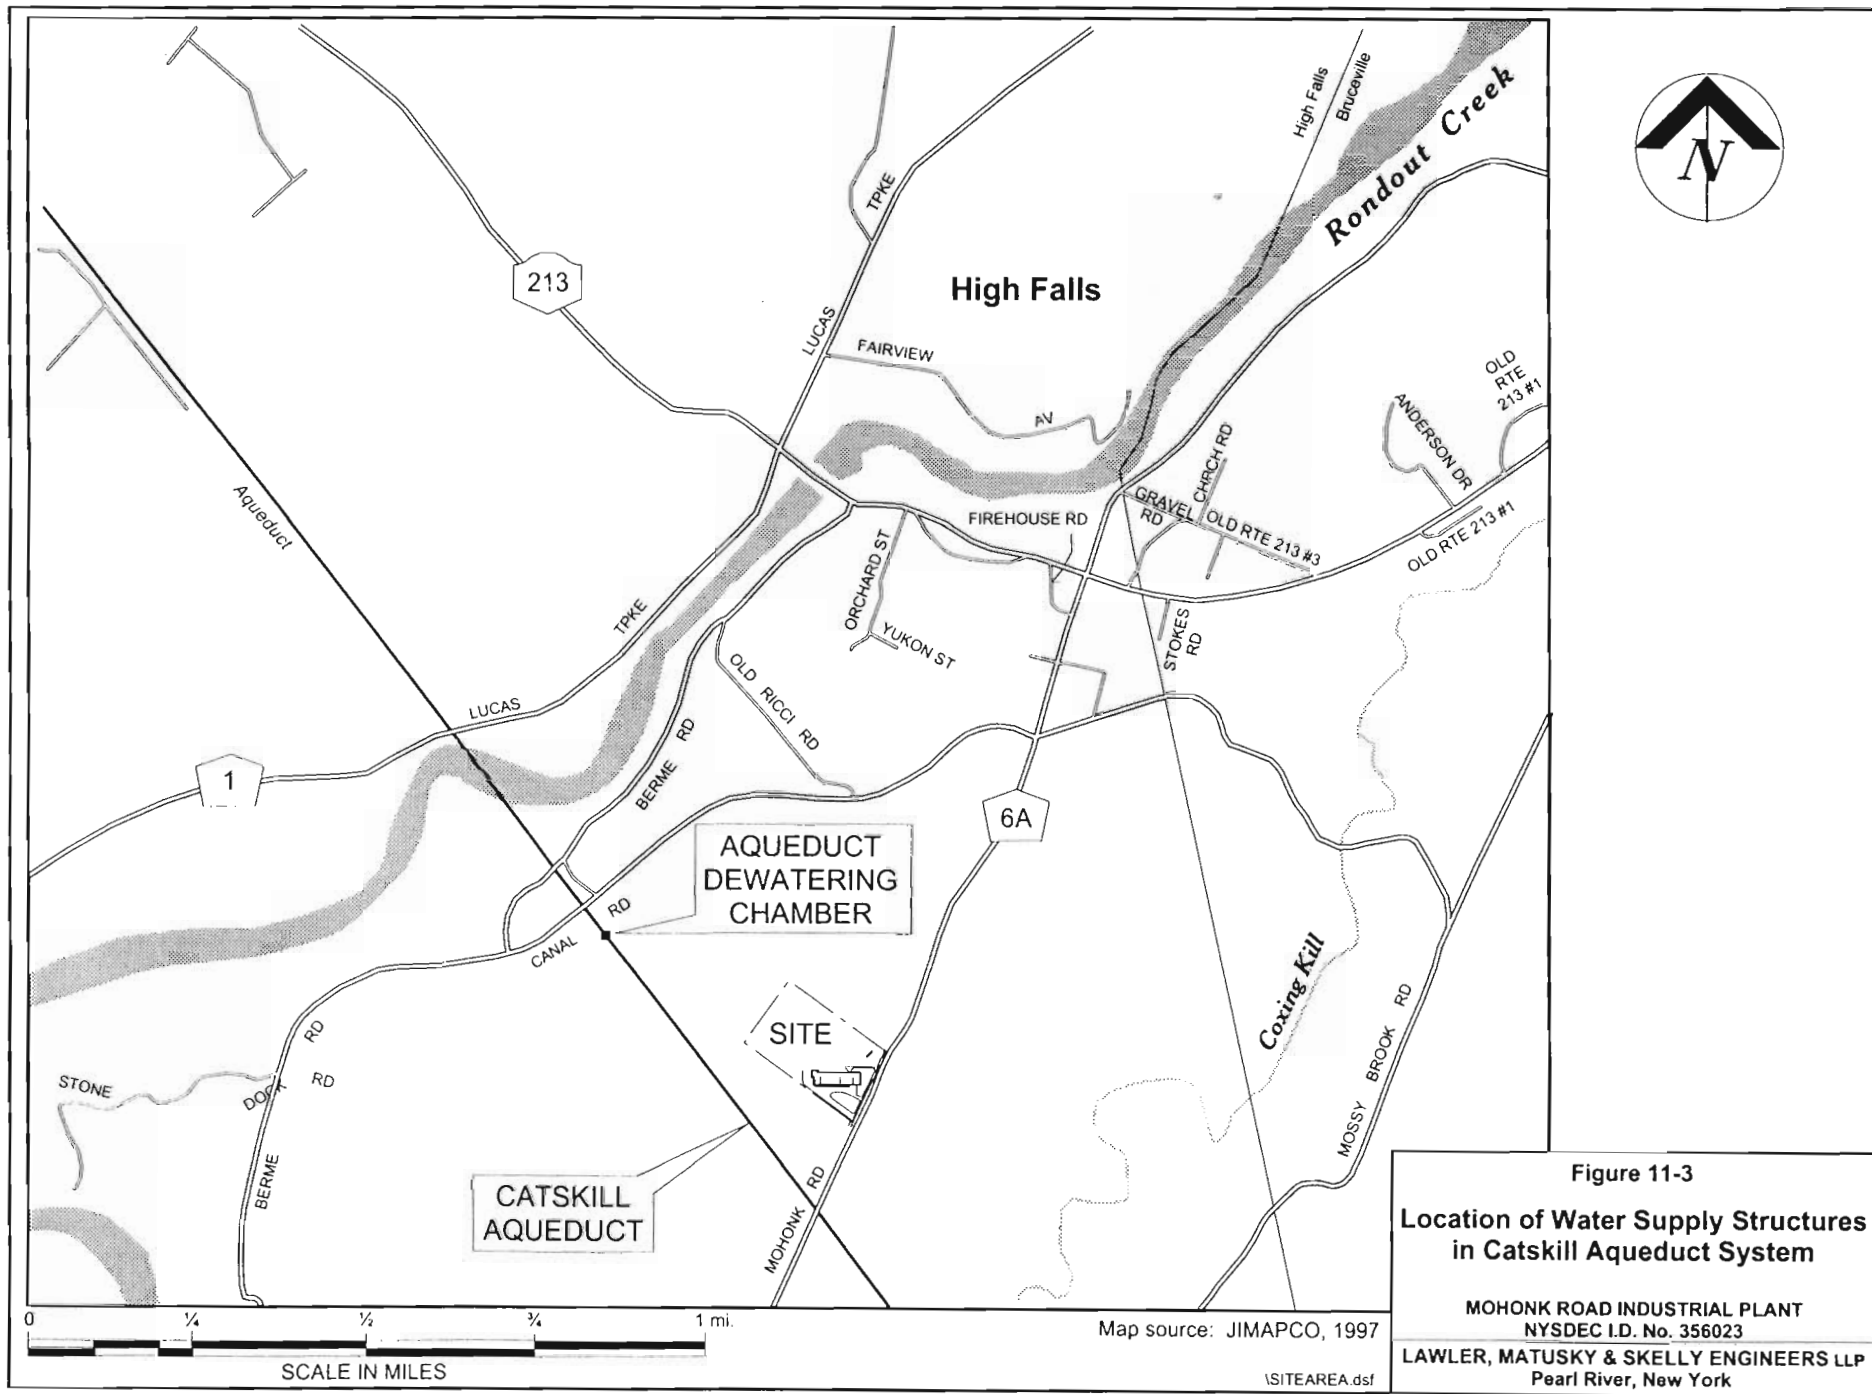 High Falls
Bruceville
Rondout Creek
N
TPKE
213
High Falls
LUCAS
FAIRVIEW
AV
OLD
RTE
213 #1
ANDERSON DR
CHRCH RD
GRAVEL
RD
OLD RTE 213 #3
FIREHOUSE RD
OLD RTE 213 #1
Aqueduct
ORCHARD ST
YUKON ST
STOKES
RD
TPKE
OLD RICCI RD
LUCAS
BERME RD
1
6A
AQUEDUCT
DEWATERING
CHAMBER
CANAL RD
Coxing Kill
SITE
MOSSY BROOK RD
RD
STONE
DOCK RD
BERME
CATSKILL
AQUEDUCT
MOHONK RD
Figure 11-3
Location of Water Supply Structures
in Catskill Aqueduct System
MOHONK ROAD INDUSTRIAL PLANT
NYSDEC I.D. No. 356023
LAWLER, MATUSKY & SKELLY ENGINEERS LLP
Pearl River, New York
0 ¼ ½ ¾ 1 mi.
SCALE IN MILES
Map source: JIMAPCO, 1997
\SITEAREA.dsf